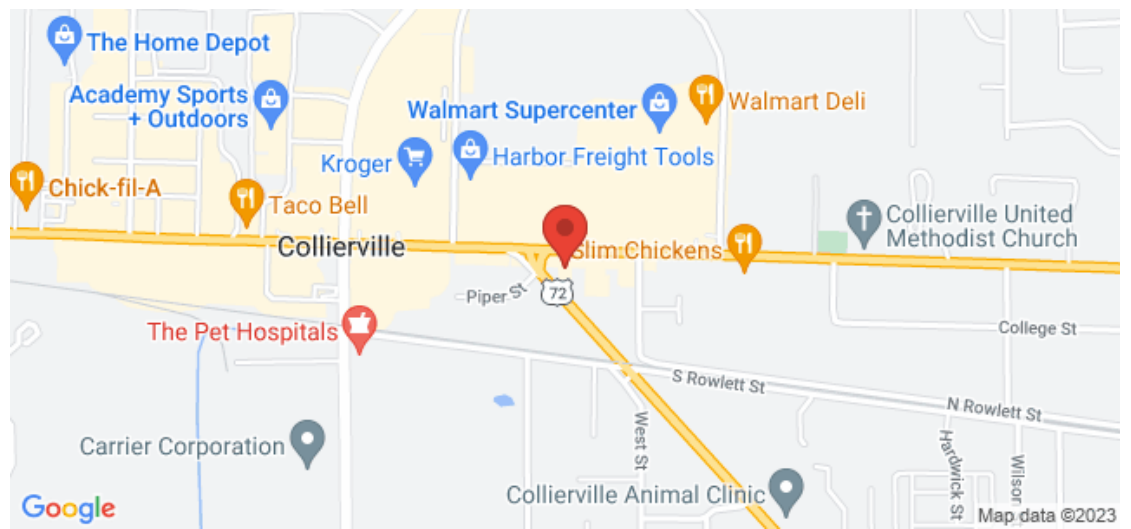 The Home Depot
Academy Sports
+ Outdoors
Walmart Supercenter
Walmart Deli
Kroger
Harbor Freight Tools
Chick-fil-A
Taco Bell
Collierville
Slim Chickens
Collierville United
Methodist Church
Piper St
72
College St
The Pet Hospitals
S Rowlett St
N Rowlett St
West St
Hardwick St
Wilson
Carrier Corporation
Collierville Animal Clinic
Google
Map data ©2023